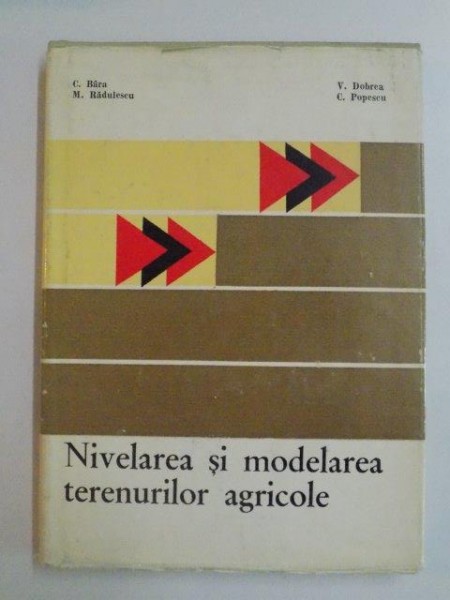 C. Bâra
M. Rădulescu
V. Dobrea
C. Popescu
Nivelarea și modelarea
terenurilor agricole